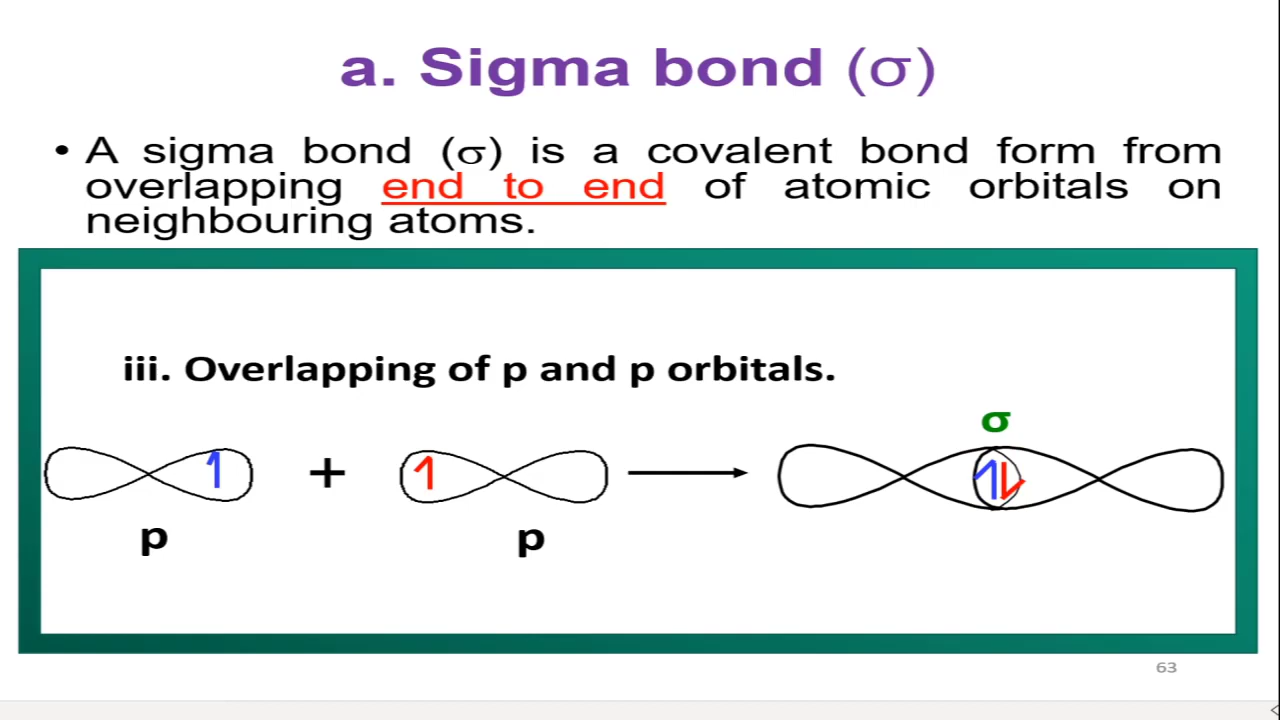 a. Sigma bond (σ)
• A sigma bond (σ) is a covalent bond form from
overlapping end to end of atomic orbitals on
neighbouring atoms.
iii. Overlapping of p and p orbitals.
σ
+
p
p
63